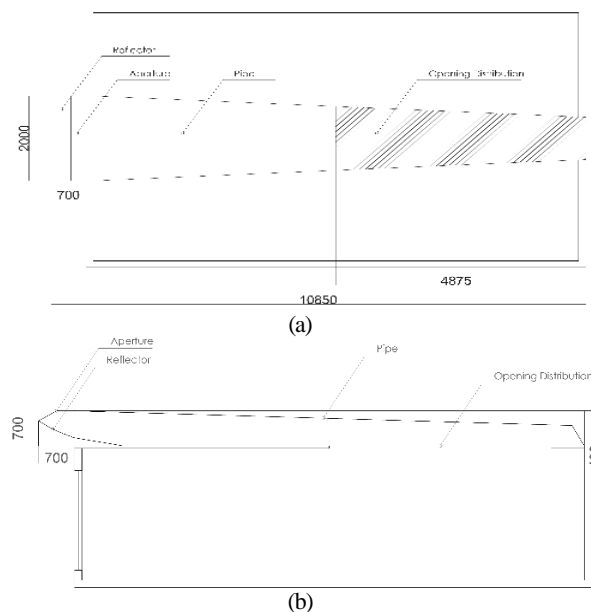 Reflector
Aperture
Pipe
Opening Distribution
2000
700
4875
10850
(a)
Aperture
Reflector
Pipe
Opening Distribution
700
700
(b)